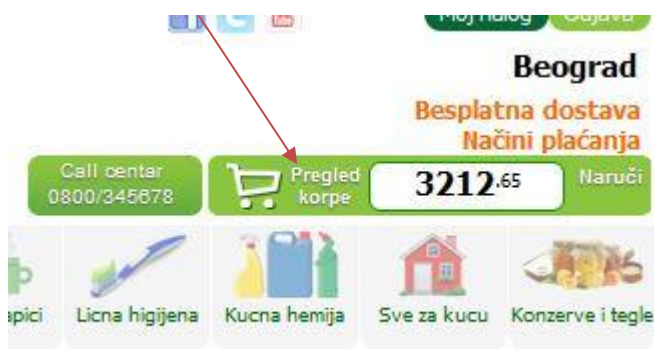 Moj nalog Odjava
Beograd
Besplatna dostava
Načini plaćanja
Call centar
0800/345678
Pregled
korpe
3212.65
Naruči
Licna higijena
Kucna hemija
Sve za kucu
Konzerve i tegle